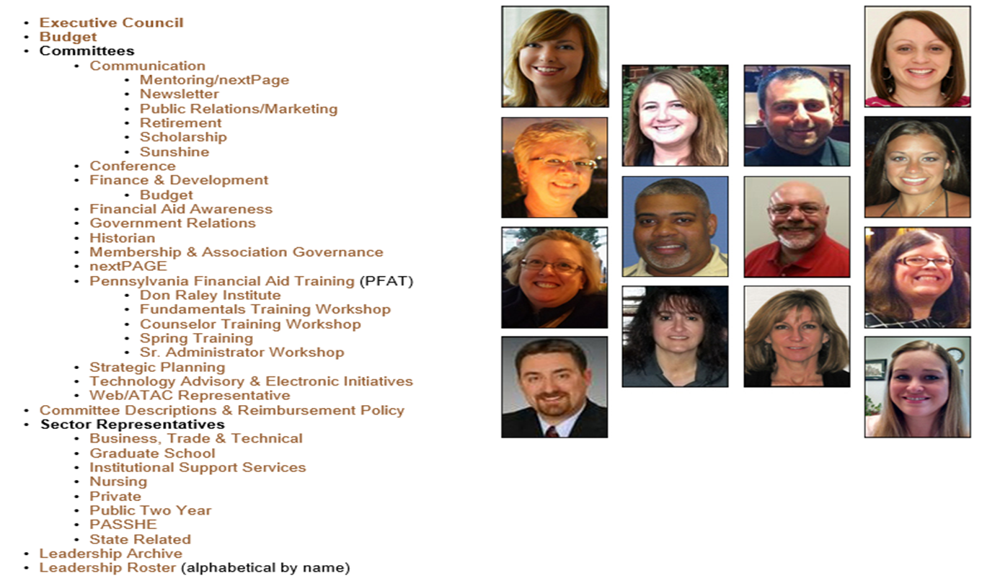 Executive Council
Budget
Committees
Communication
Mentoring/nextPage
Newsletter
Public Relations/Marketing
Retirement
Scholarship
Sunshine
Conference
Finance & Development
Budget
Financial Aid Awareness
Government Relations
Historian
Membership & Association Governance
nextPAGE
Pennsylvania Financial Aid Training (PFAT)
Don Raley Institute
Fundamentals Training Workshop
Counselor Training Workshop
Spring Training
Sr. Administrator Workshop
Strategic Planning
Technology Advisory & Electronic Initiatives
Web/ATAC Representative
Committee Descriptions & Reimbursement Policy
Sector Representatives
Business, Trade & Technical
Graduate School
Institutional Support Services
Nursing
Private
Public Two Year
PASSHE
State Related
Leadership Archive
Leadership Roster (alphabetical by name)